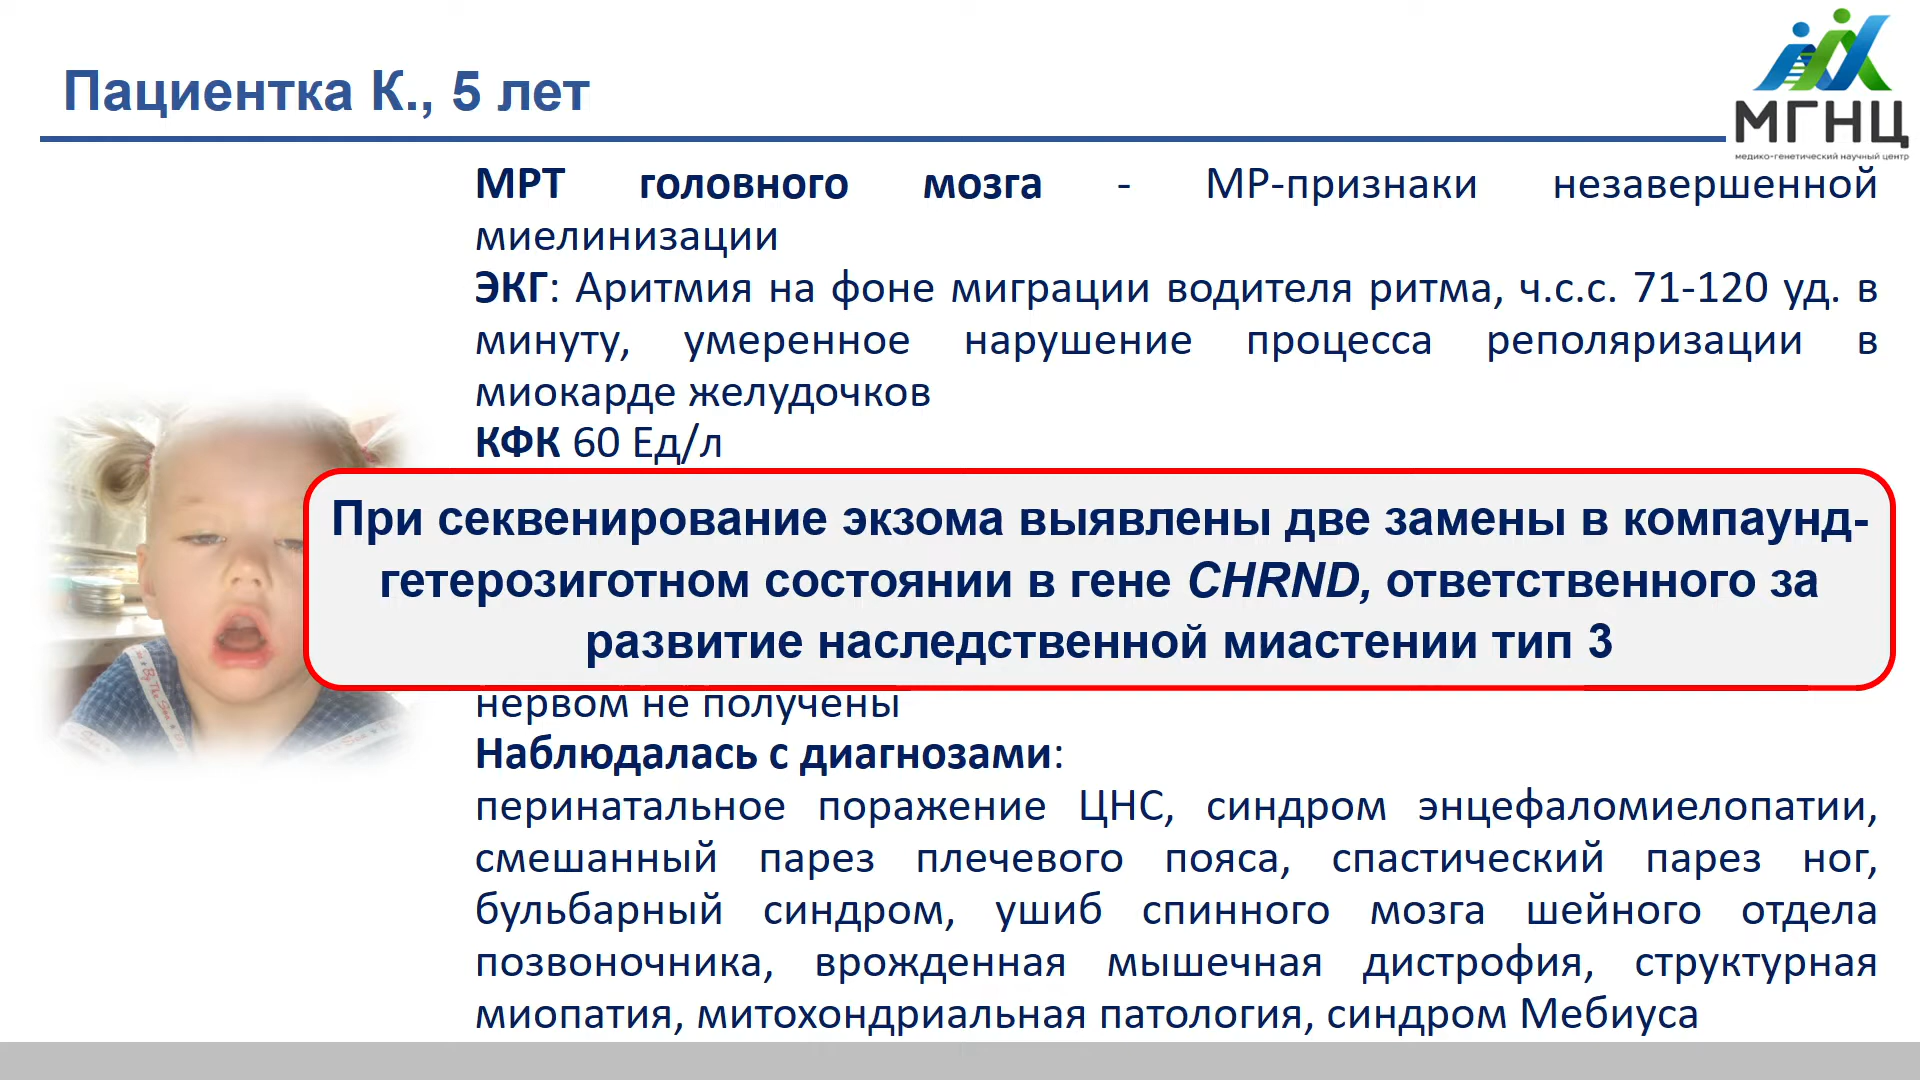 Пациентка К., 5 лет
МГНЦ
медико-генетический научный центр
МРТ головного мозга - МР-признаки незавершенной
миелинизации
ЭКГ: Аритмия на фоне миграции водителя ритма, ч.с.с. 71-120 уд. в
минуту, умеренное нарушение процесса реполяризации в
миокарде желудочков
КФК 60 Ед/л
При секвенирование экзома выявлены две замены в компаунд-
гетерозиготном состоянии в гене CHRND, ответственного за
развитие наследственной миастении тип 3
нервом не получены
Наблюдалась с диагнозами:
перинатальное поражение ЦНС, синдром энцефаломиелопатии,
смешанный парез плечевого пояса, спастический парез ног,
бульбарный синдром, ушиб спинного мозга шейного отдела
позвоночника, врожденная мышечная дистрофия, структурная
миопатия, митохондриальная патология, синдром Мебиуса